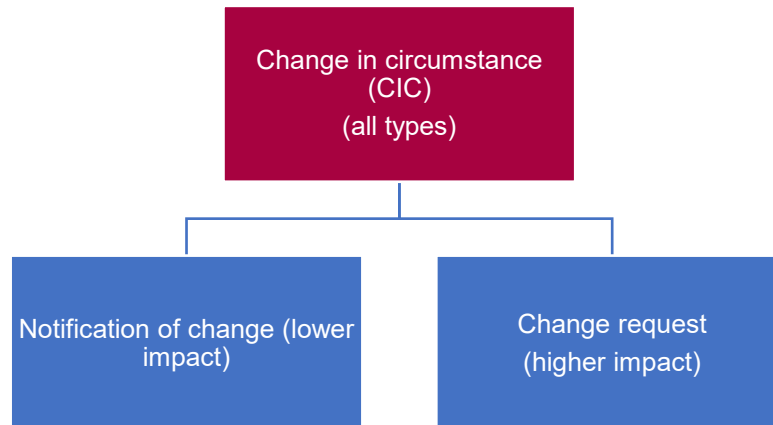 Change in circumstance
(CIC)
(all types)
Notification of change (lower
impact)
Change request
(higher impact)